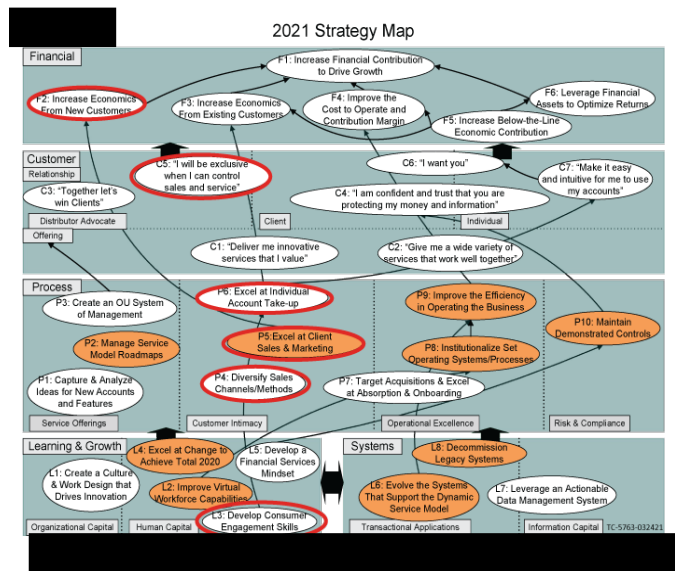 2021 Strategy Map
Financial
F1: Increase Financial Contribution
to Drive Growth
F2: Increase Economics
From New Customers
F3: Increase Economics
From Existing Customers
F4: Improve the
Cost to Operate and
Contribution Margin
F6: Leverage Financial
Assets to Optimize Returns
F5: Increase Below-the-Line
Economic Contribution
Customer
Relationship
C5: "I will be exclusive
when I can control
sales and service"
C6: "I want you"
C7: "Make it easy
and intuitive for me to use
my accounts"
C3: "Together let's
win Clients"
C4: "I am confident and trust that you are
protecting my money and information"
Distributor Advocate
Client
Individual
Offering
C1: "Deliver me innovative
services that I value"
C2: "Give me a wide variety of
services that work well together"
Process
P6: Excel at Individual
Account Take-up
P9: Improve the Efficiency
in Operating the Business
P3: Create an OU System
of Management
P5:Excel at Client
Sales & Marketing
P10: Maintain
Demonstrated Controls
P2: Manage Service
Model Roadmaps
P8: Institutionalize Set
Operating Systems/Processes
P1: Capture & Analyze
Ideas for New Accounts
and Features
P4: Diversify Sales
Channels/Methods
P7: Target Acquisitions & Excel
at Absorption & Onboarding
Service Offerings
Customer Intimacy
Operational Excellence
Risk & Compliance
Learning & Growth
L4: Excel at Change to
Achieve Total 2020
L5: Develop a
Financial Services
Mindset
L1: Create a Culture
& Work Design that
Drives Innovation
L2: Improve Virtual
Workforce Capabilities
L3: Develop Consumer
Engagement Skills
Organizational Capital
Human Capital
Systems
L8: Decommission
Legacy Systems
L6: Evolve the Systems
That Support the Dynamic
Service Model
L7: Leverage an Actionable
Data Management System
Transactional Applications
Information Capital
TC-5763-032421